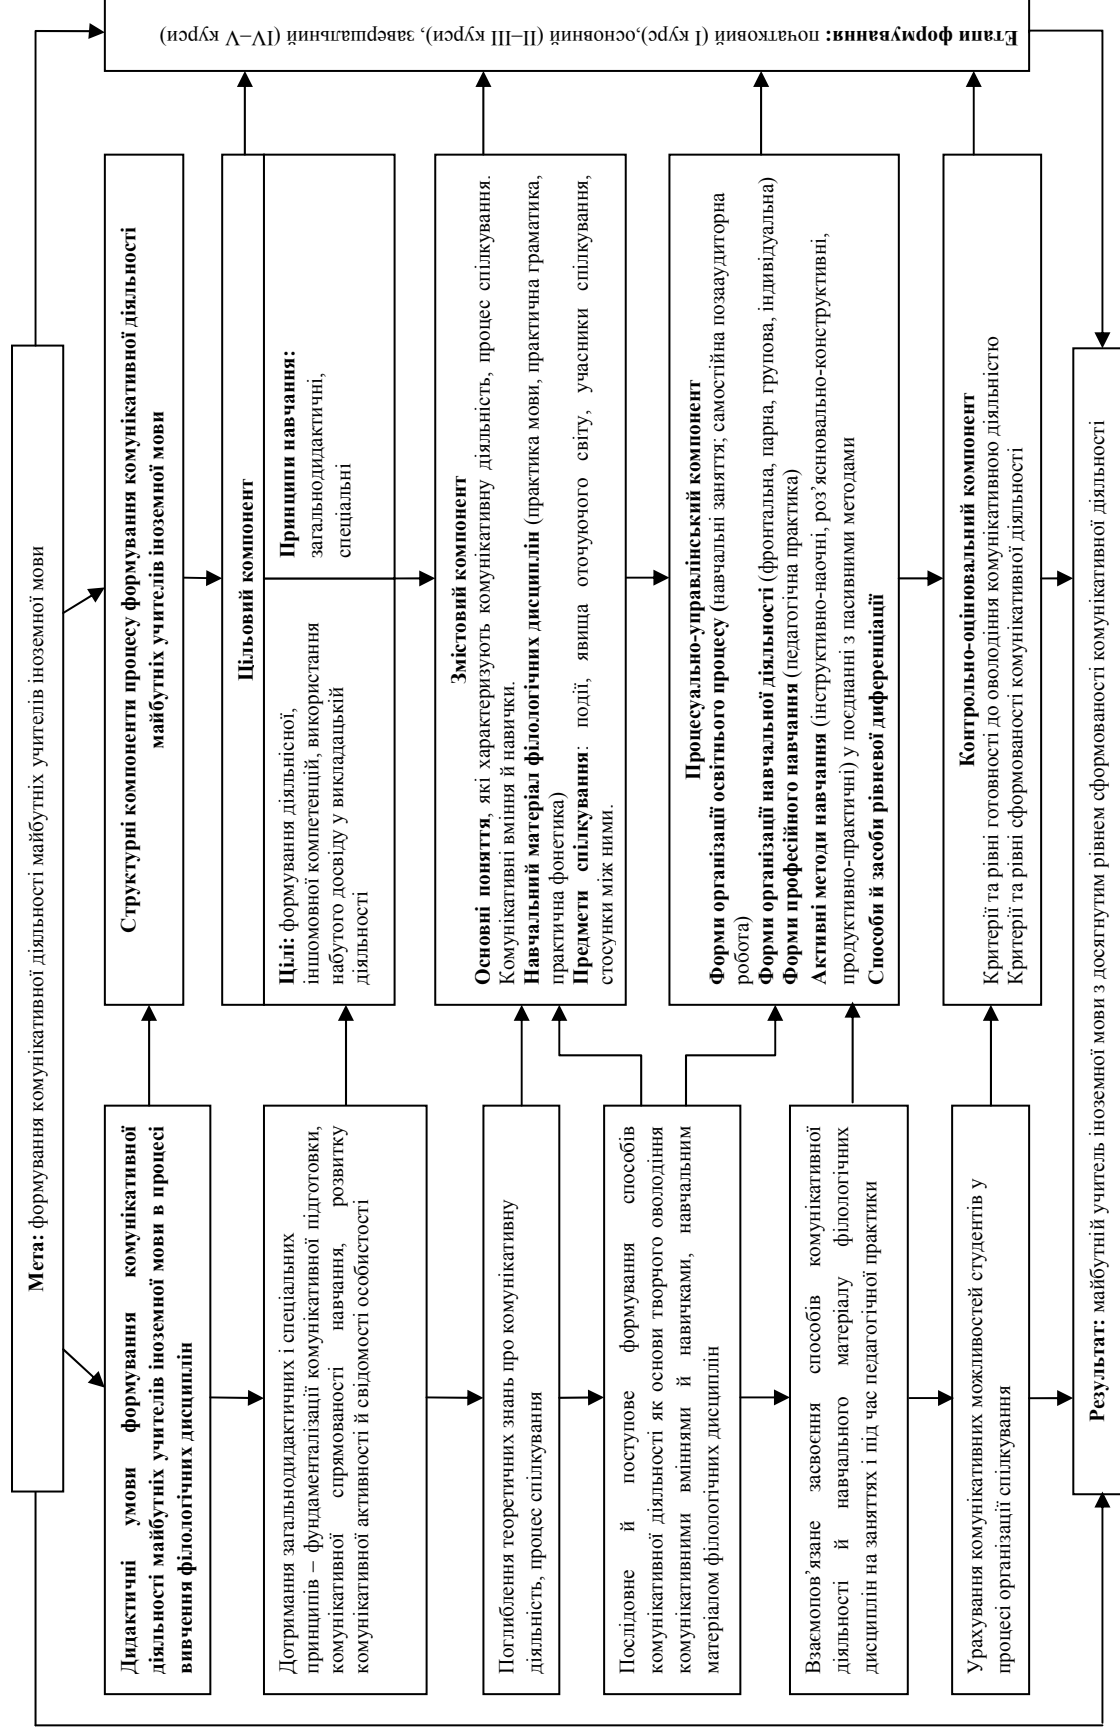 Мета: формування комунікативної діяльності майбутніх учителів іноземної мови
Дидактичні умови формування комунікативної
діяльності майбутніх учителів іноземної мови в процесі
вивчення філологічних дисциплін
Дотримання загальнодидактичних і спеціальних
принципів – фундаменталізації комунікативної підготовки,
комунікативної спрямованості навчання, розвитку
комунікативної активності й свідомості особистості
Поглиблення теоретичних знань про комунікативну
діяльність, процес спілкування
Послідовне й поступове формування способів
комунікативної діяльності як основи творчого оволодіння
комунікативними вміннями й навичками, навчальним
матеріалом філологічних дисциплін
Взаємопов’язане засвоєння способів комунікативної
діяльності й навчального матеріалу філологічних
дисциплін на заняттях і під час педагогічної практики
Урахування комунікативних можливостей студентів у
процесі організації спілкування
Структурні компоненти процесу формування комунікативної діяльності
майбутніх учителів іноземної мови
Цільовий компонент
Цілі: формування діяльнісної,
іншомовної компетенцій, використання
набутого досвіду у викладацькій
діяльності
Принципи навчання:
загальнодидактичні,
спеціальні
Змістовий компонент
Основні поняття, які характеризують комунікативну діяльність, процес спілкування.
Комунікативні вміння й навички.
Навчальний матеріал філологічних дисциплін (практика мови, практична граматика,
практична фонетика)
Предмети спілкування: події, явища оточуючого світу, учасники спілкування,
стосунки між ними.
Процесуально-управлінський компонент
Форми організації освітнього процесу (навчальні заняття; самостійна позааудиторна
робота)
Форми організації навчальної діяльності (фронтальна, парна, групова, індивідуальна)
Форми професійного навчання (педагогічна практика)
Активні методи навчання (інструктивно-наочні, роз’яснювально-конструктивні,
продуктивно-практичні) у поєднанні з пасивними методами
Способи й засоби рівневої диференціації
Контрольно-оцінювальний компонент
Критерії та рівні готовності до оволодіння комунікативною діяльністю
Критерії та рівні сформованості комунікативної діяльності
Етапи формування: початковий (І курс),основний (ІІ–ІІІ курси), завершальний (IV–V курси)
Результат: майбутній учитель іноземної мови з досягнутим рівнем сформованості комунікативної діяльності